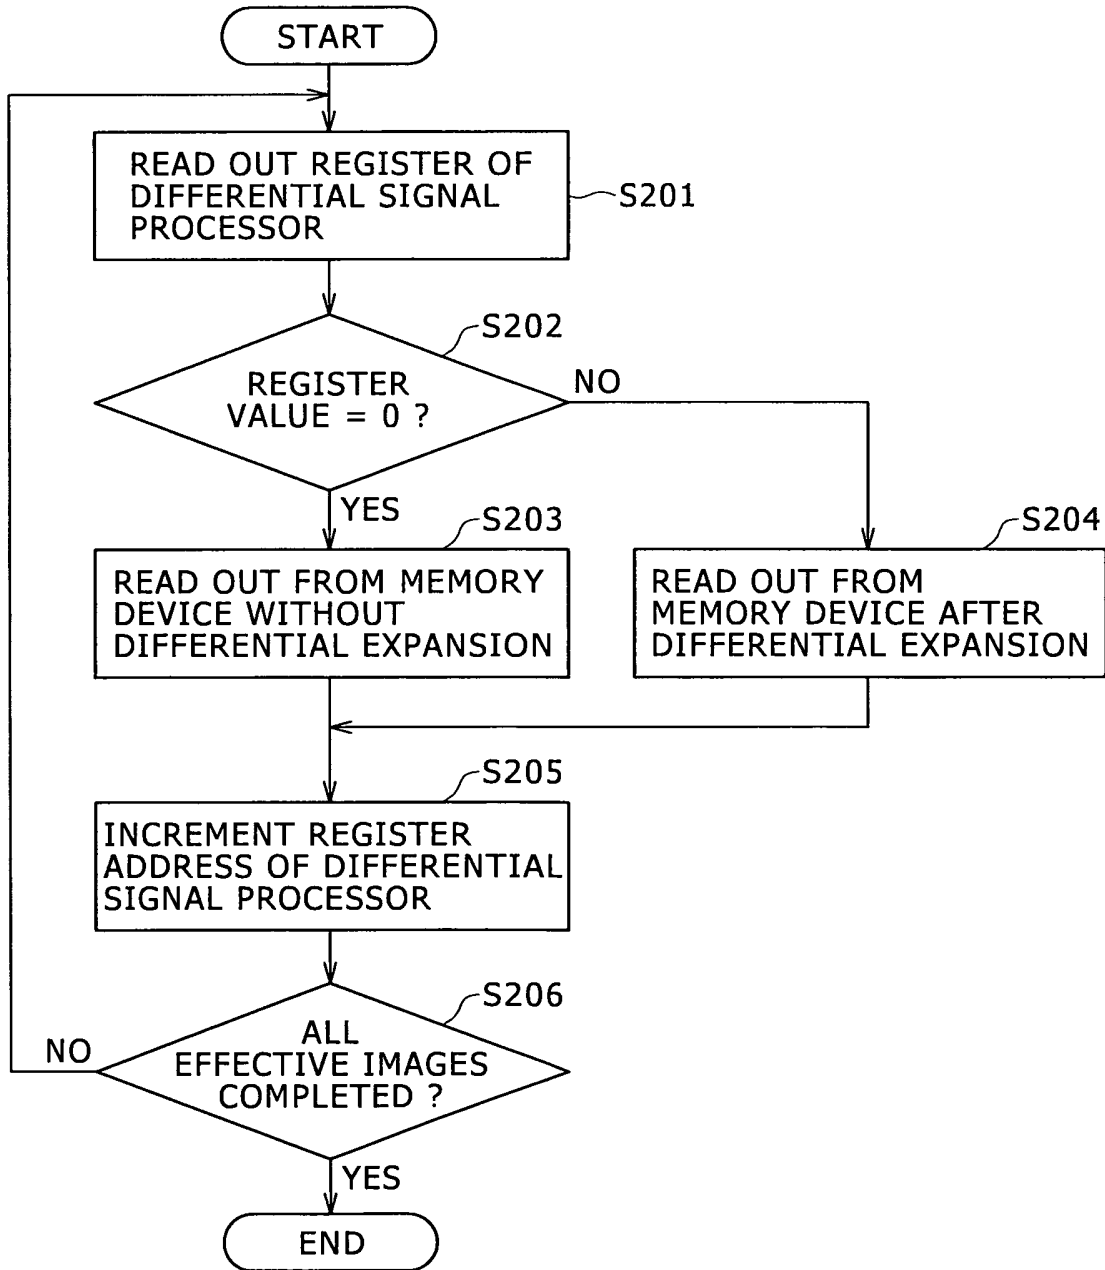 START
READ OUT REGISTER OF
DIFFERENTIAL SIGNAL
PROCESSOR
S201
S202
REGISTER
VALUE = 0 ?
NO
YES
S203
S204
READ OUT FROM MEMORY
DEVICE WITHOUT
DIFFERENTIAL EXPANSION
READ OUT FROM
MEMORY DEVICE AFTER
DIFFERENTIAL EXPANSION
S205
INCREMENT REGISTER
ADDRESS OF DIFFERENTIAL
SIGNAL PROCESSOR
S206
ALL
EFFECTIVE IMAGES
COMPLETED ?
NO
YES
END